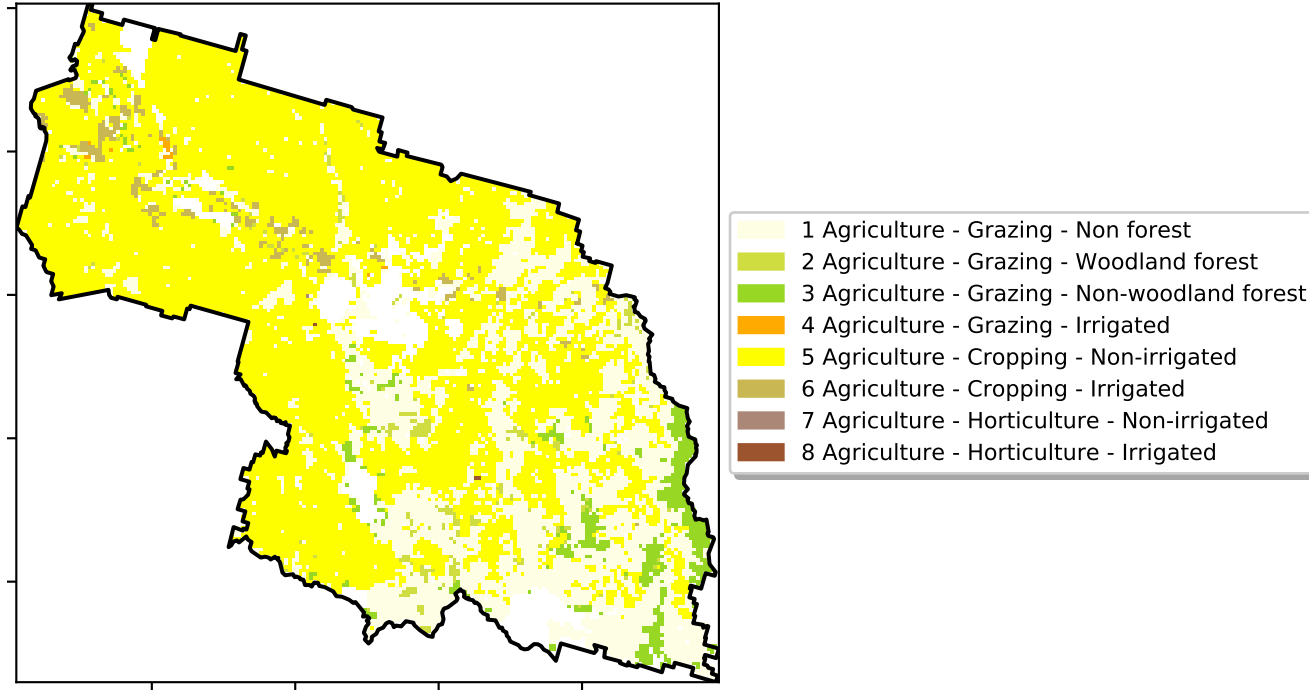 1 Agriculture - Grazing - Non forest
2 Agriculture - Grazing - Woodland forest
3 Agriculture - Grazing - Non-woodland forest
4 Agriculture - Grazing - Irrigated
5 Agriculture - Cropping - Non-irrigated
6 Agriculture - Cropping - Irrigated
7 Agriculture - Horticulture - Non-irrigated
8 Agriculture - Horticulture - Irrigated